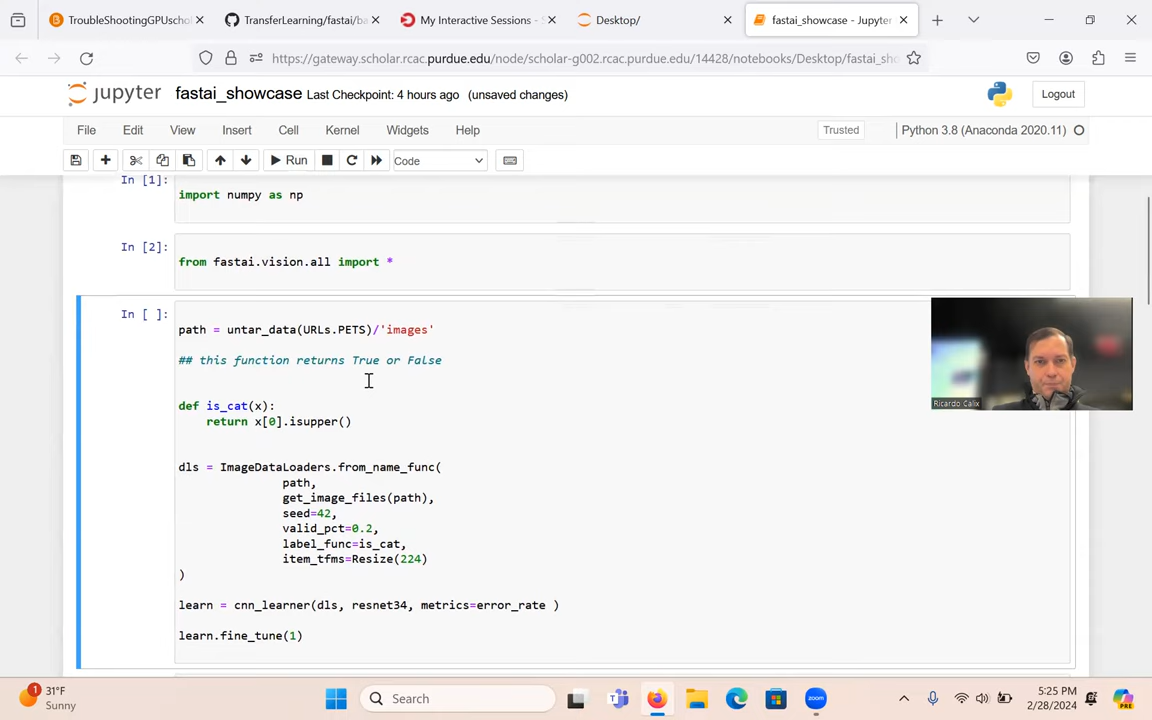 TroubleShootingGPUschol
TransferLearning/fastai/ba
My Interactive Sessions - S
Desktop/
fastai_showcase - Jupyter
https://gateway.scholar.rcac.purdue.edu/node/scholar-g002.rcac.purdue.edu/14428/notebooks/Desktop/fastai_sho
jupyter fastai_showcase Last Checkpoint: 4 hours ago (unsaved changes)
Logout
File Edit View Insert Cell Kernel Widgets Help
Trusted
Python 3.8 (Anaconda 2020.11)
Run
Code
In [1]:
import numpy as np
In [2]:
from fastai.vision.all import *
In [ ]:
path = untar_data(URLs.PETS)/'images'
## this function returns True or False
def is_cat(x):
return x[0].isupper()
dls = ImageDataLoaders.from_name_func(
path,
get_image_files(path),
seed=42,
valid_pct=0.2,
label_func=is_cat,
item_tfms=Resize(224)
)
learn = cnn_learner(dls, resnet34, metrics=error_rate )
learn.fine_tune(1)
Ricardo Calix
1
31°F
Sunny
Search
5:25 PM
2/28/2024
PRE